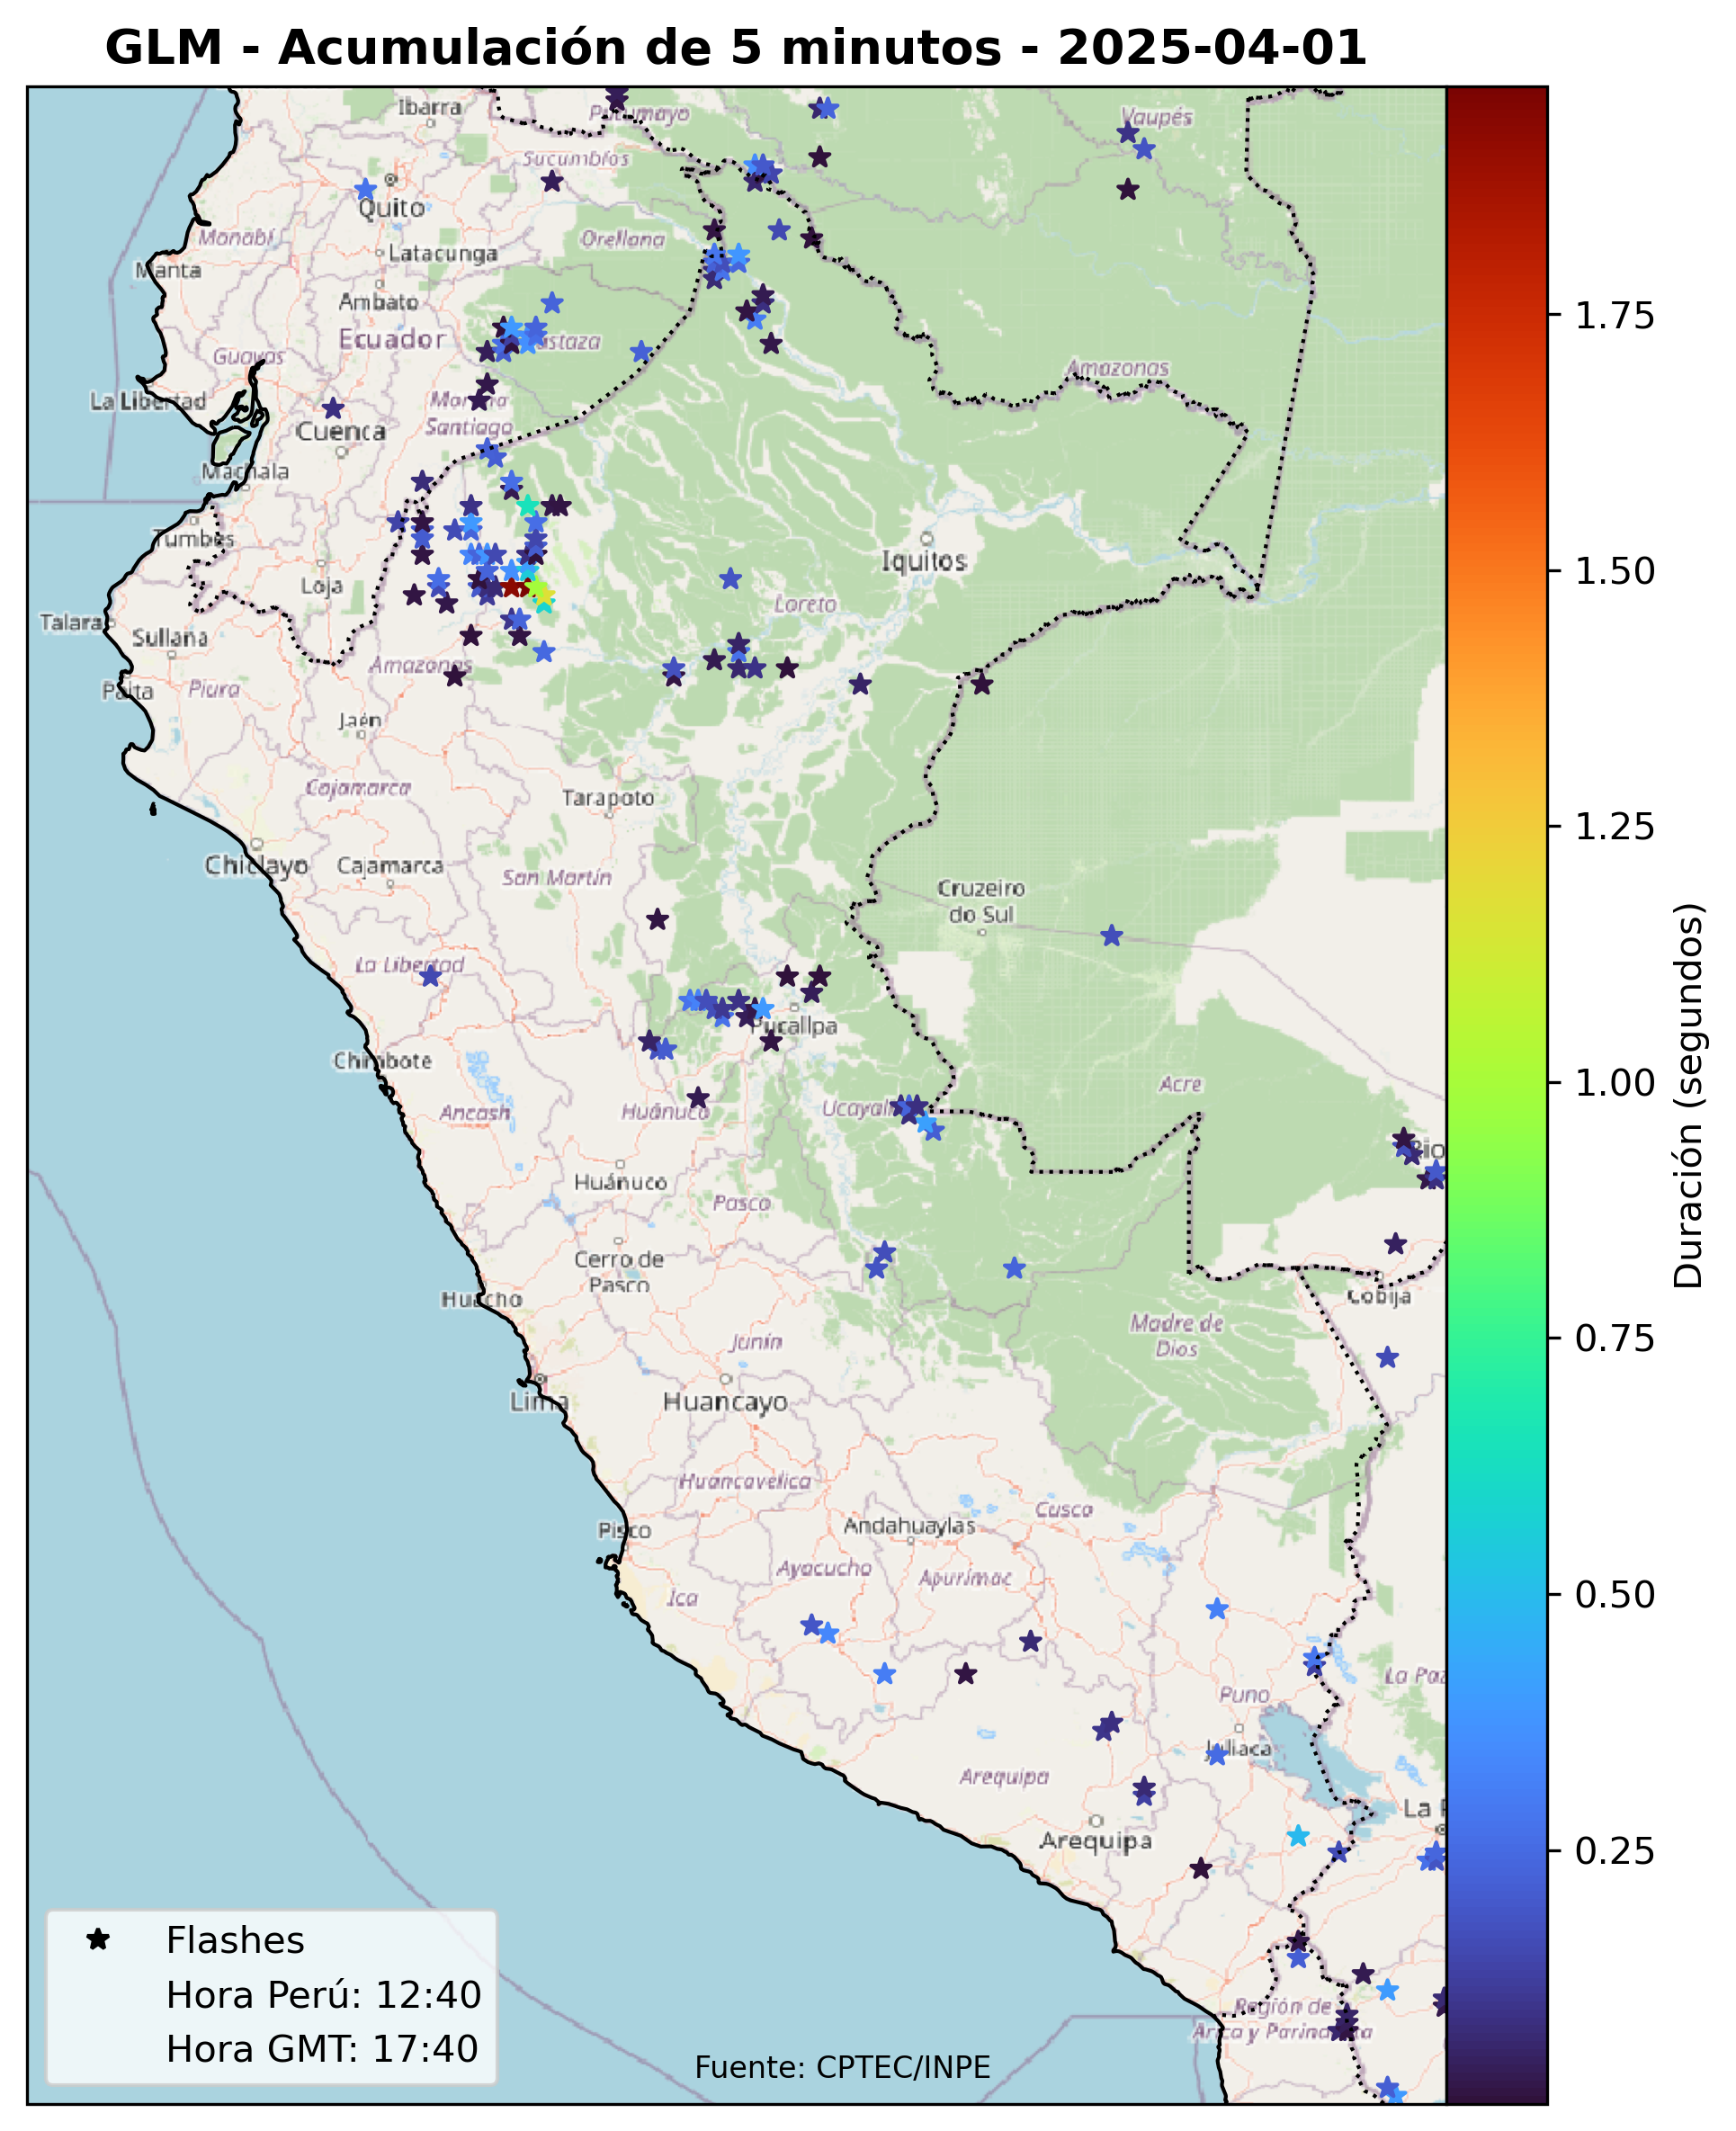 GLM - Acumulación de 5 minutos - 2025-04-01
Ibarra
Putumayo
Vaupés
Sucumbíos
Quito
Manabí
Orellana
Latacunga
Manta
Ambato
Ecuador
Guayas
Amazonas
La Libertad
Santiago
Cuenca
Machala
Tumbes
Iquitos
Loja
Loreto
Talara
Sullana
Amazonas
Paita
Piura
Jaén
Cajamarca
Tarapoto
Chiclayo
Cajamarca
San Martín
Cruzeiro
do Sul
La Libertad
Pucallpa
Chimbote
Acre
Ancash
Huánuco
Ucayali
Huánuco
Pasco
Cerro de
Pasco
Huacho
Cobija
Madre de
Dios
Junín
Lima
Huancayo
Huancavelica
Cusco
Pisco
Andahuaylas
Ayacucho
Apurímac
Ica
La Paz
Puno
Juliaca
Arequipa
La P
Arequipa
Región de
Arica y Parinacota
Flashes
Hora Perú: 12:40
Hora GMT: 17:40
Fuente: CPTEC/INPE
1.75
1.50
1.25
1.00
0.75
0.50
0.25
Duración (segundos)